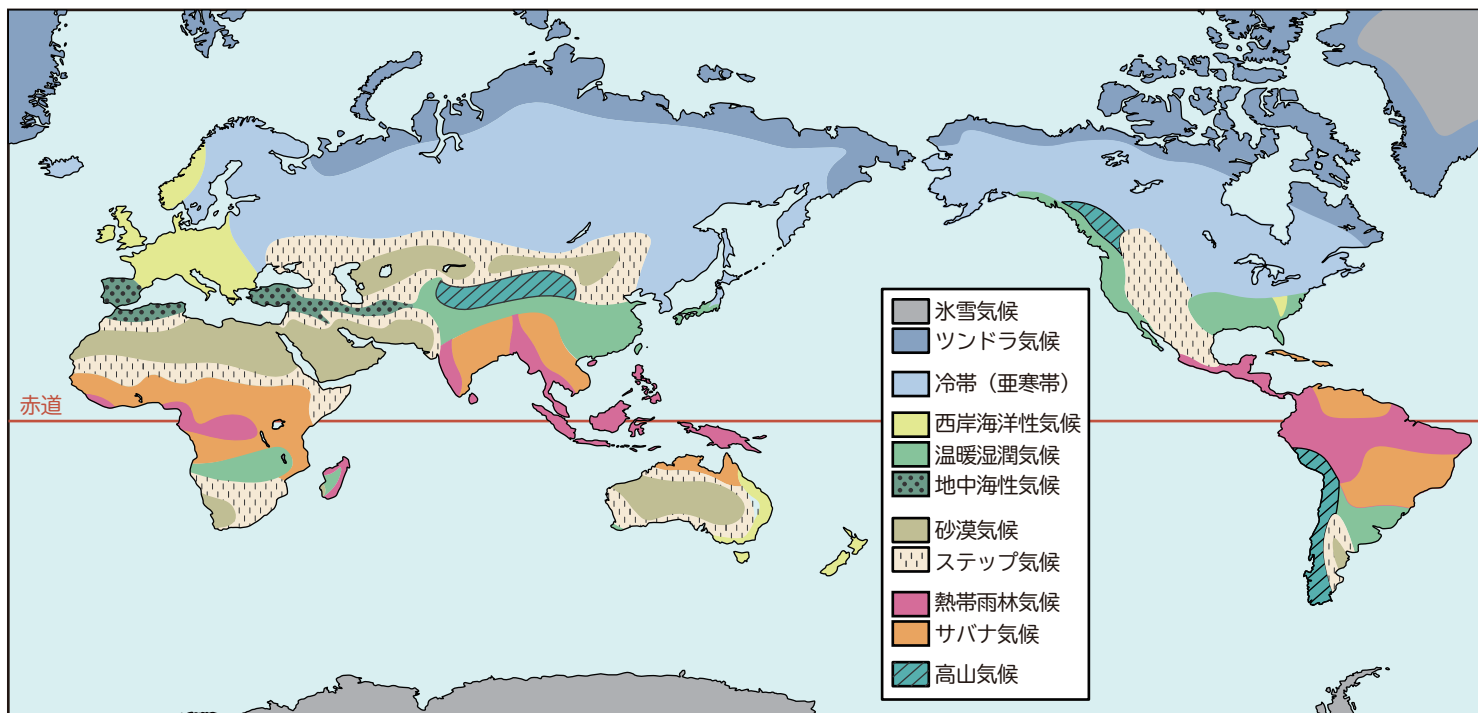 赤道
氷雪気候
ツンドラ気候
冷帯（亜寒帯）
西岸海洋性気候
温暖湿潤気候
地中海性気候
砂漠気候
ステップ気候
熱帯雨林気候
サバナ気候
高山気候